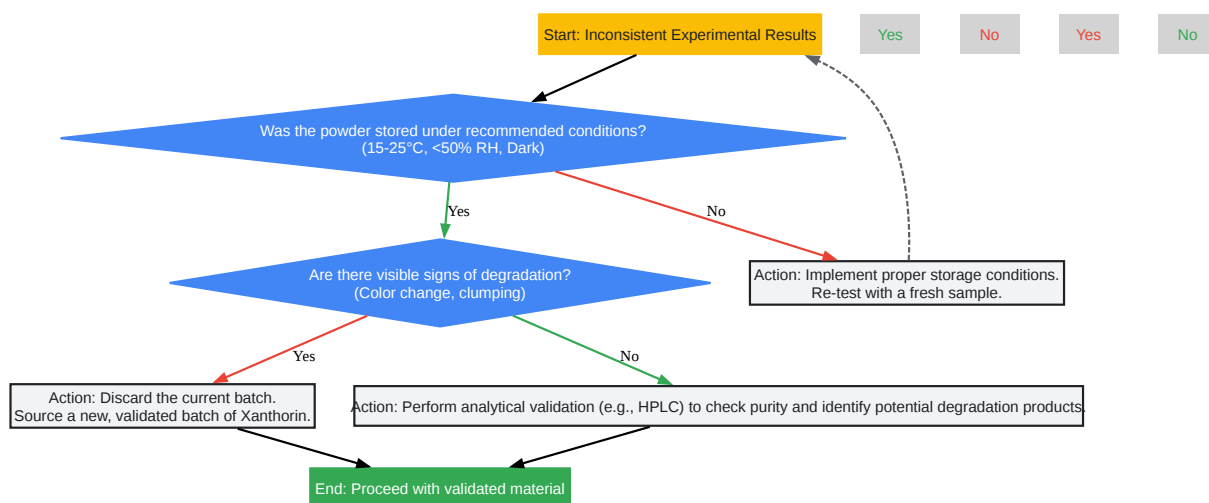 Start: Inconsistent Experimental Results
Yes
No
Yes
No
Was the powder stored under recommended conditions?
(15-25°C, <50% RH, Dark)
Yes
No
Are there visible signs of degradation?
(Color change, clumping)
Action: Implement proper storage conditions.
Re-test with a fresh sample.
Yes
No
Action: Discard the current batch.
Source a new, validated batch of Xanthorin.
Action: Perform analytical validation (e.g., HPLC) to check purity and identify potential degradation products.
End: Proceed with validated material